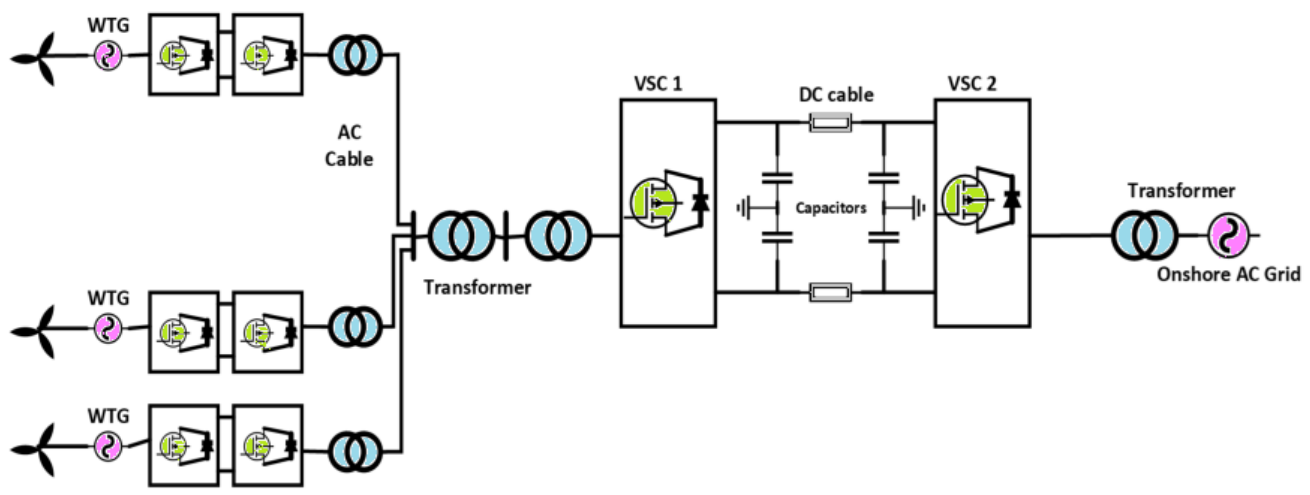 WTG
AC
Cable
WTG
WTG
Transformer
VSC 1
DC cable
Capacitors
VSC 2
Transformer
Onshore AC Grid